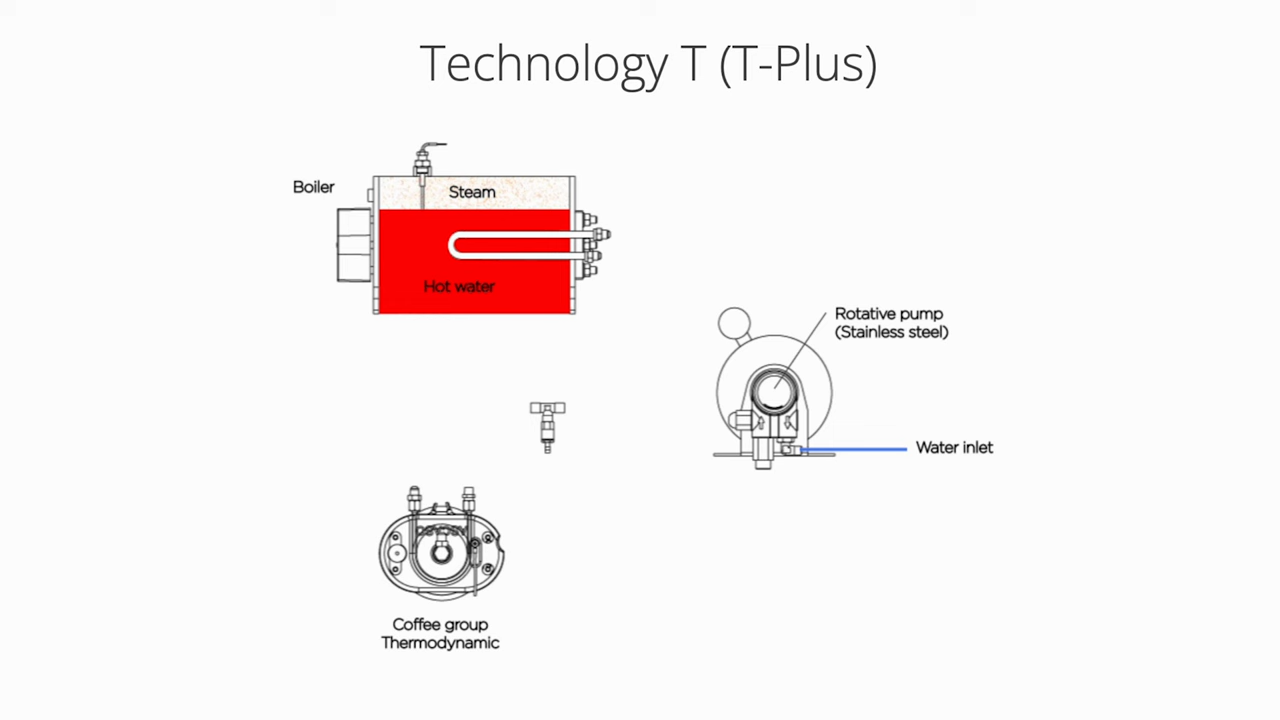 Technology T (T-Plus)
Boiler
Steam
Hot water
Rotative pump
(Stainless steel)
Water inlet
Coffee group
Thermodynamic